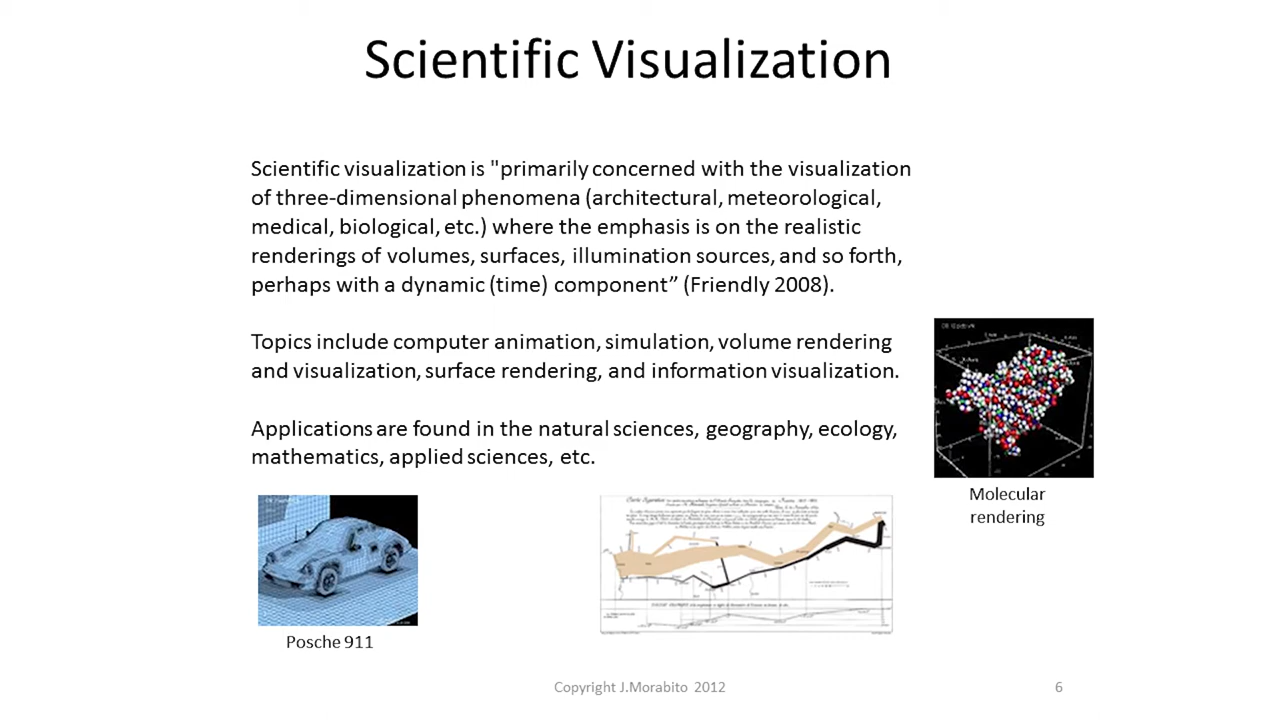 Scientific Visualization
Scientific visualization is "primarily concerned with the visualization
of three-dimensional phenomena (architectural, meteorological,
medical, biological, etc.) where the emphasis is on the realistic
renderings of volumes, surfaces, illumination sources, and so forth,
perhaps with a dynamic (time) component” (Friendly 2008).
Topics include computer animation, simulation, volume rendering
and visualization, surface rendering, and information visualization.
Applications are found in the natural sciences, geography, ecology,
mathematics, applied sciences, etc.
X-Axis
Molecular
rendering
Posche 911
Copyright J.Morabito 2012
6